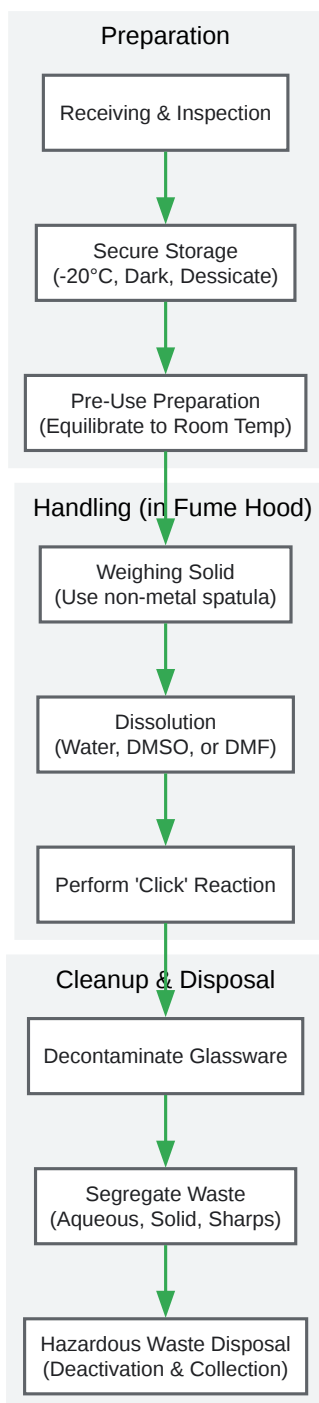 Preparation
Receiving & Inspection
Secure Storage
(-20°C, Dark, Dessicate)
Pre-Use Preparation
(Equilibrate to Room Temp)
Handling (in Fume Hood)
Weighing Solid
(Use non-metal spatula)
Dissolution
(Water, DMSO, or DMF)
Perform 'Click' Reaction
Cleanup & Disposal
Decontaminate Glassware
Segregate Waste
(Aqueous, Solid, Sharps)
Hazardous Waste Disposal
(Deactivation & Collection)